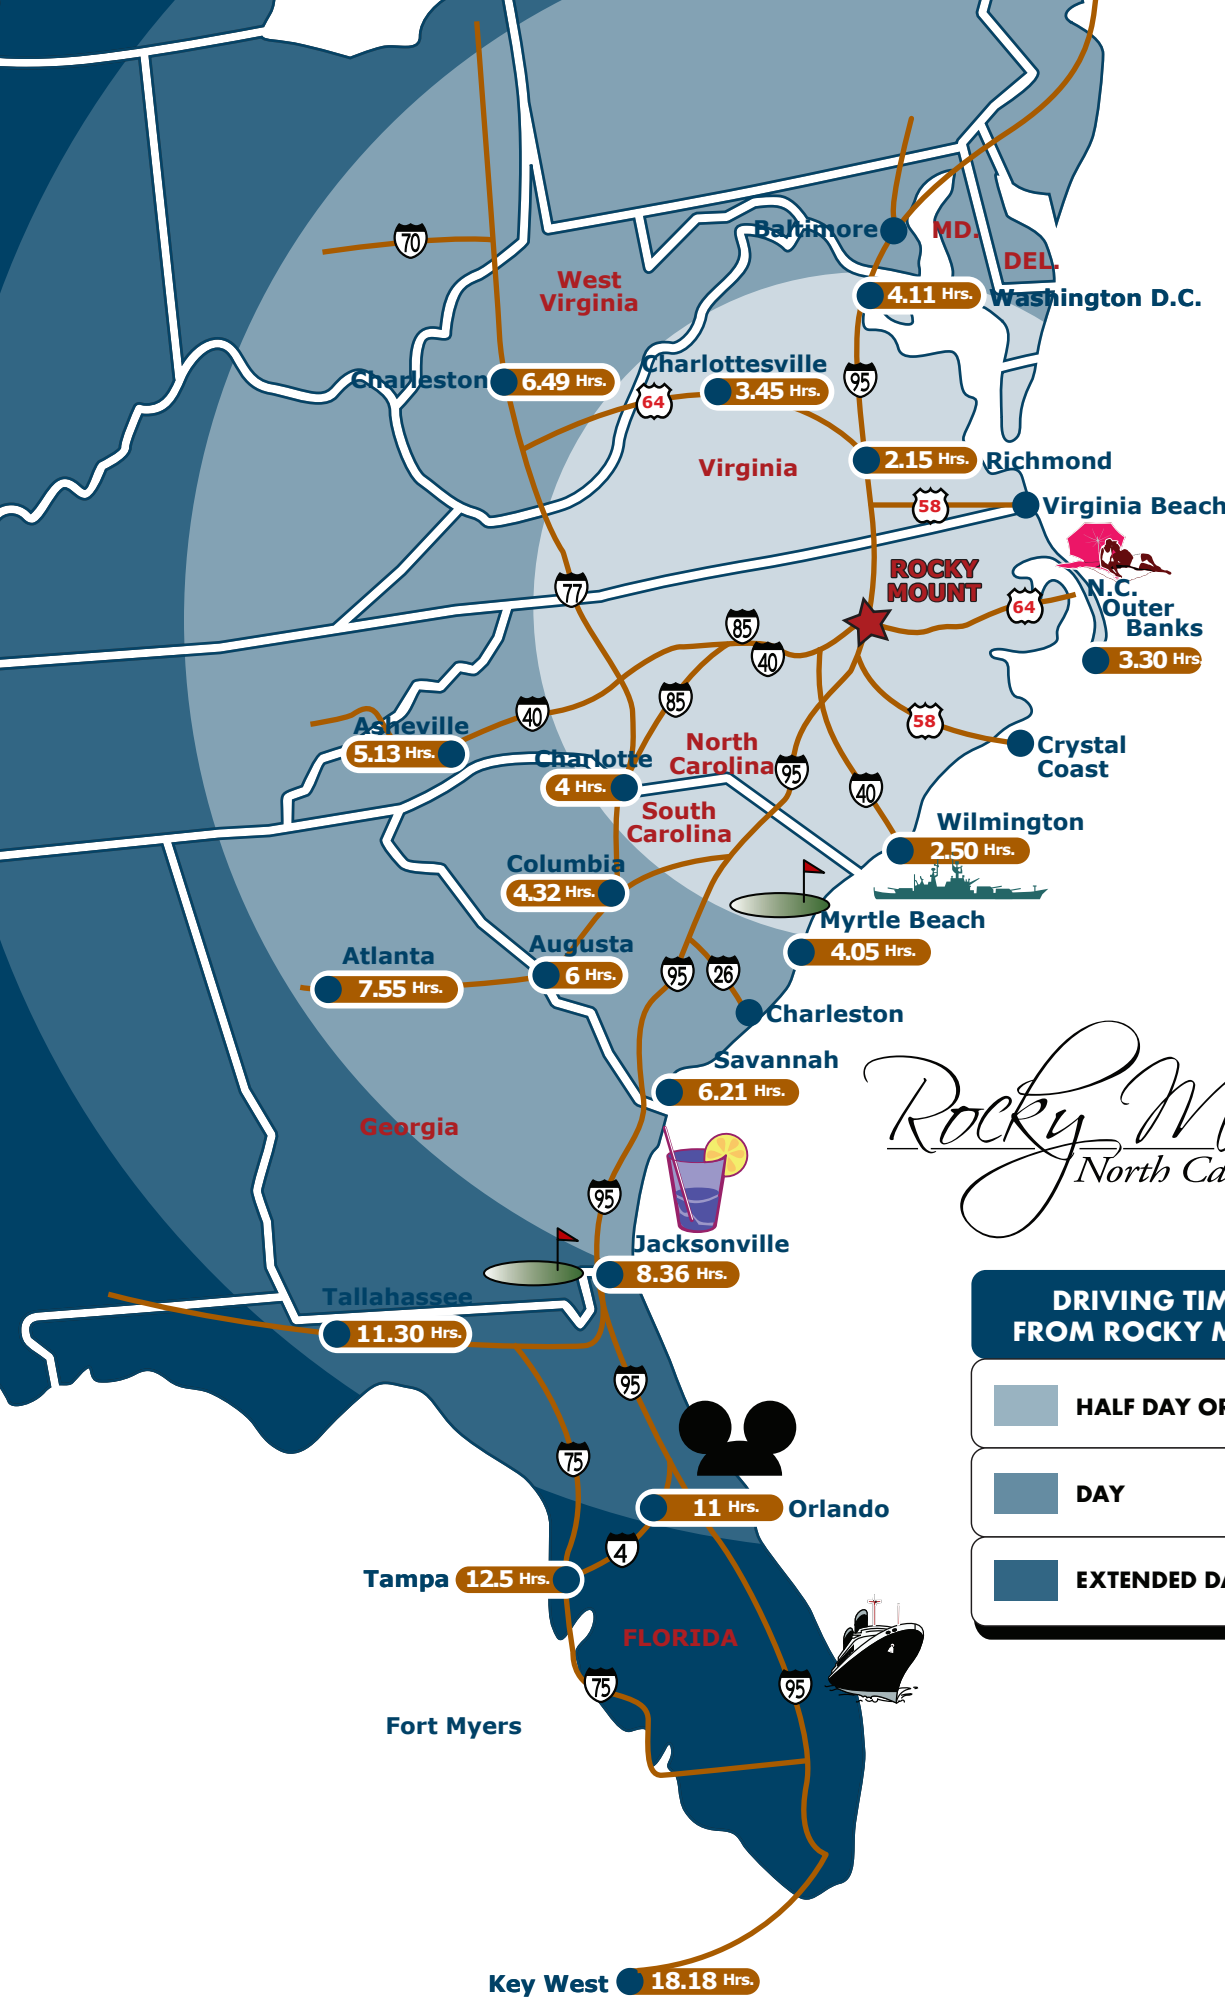 70
Baltimore
MD.
DEL.
West
Virginia
4.11 Hrs.
Washington D.C.
Charleston
6.49 Hrs.
Charlottesville
3.45 Hrs.
64
95
Virginia
2.15 Hrs.
Richmond
58
Virginia Beach
ROCKY
MOUNT
77
64
N.C.
Outer
Banks
3.30 Hrs.
85
40
85
40
58
Asheville
5.13 Hrs.
North
Carolina
95
Crystal
Coast
Charlotte
4 Hrs.
40
South
Carolina
Wilmington
2.50 Hrs.
Columbia
4.32 Hrs.
Myrtle Beach
4.05 Hrs.
Augusta
6 Hrs.
Atlanta
7.55 Hrs.
95
26
Charleston
Savannah
6.21 Hrs.
Rocky M
North Ca
Georgia
95
Jacksonville
8.36 Hrs.
Tallahassee
11.30 Hrs.
DRIVING TIM
FROM ROCKY M
95
HALF DAY OR
75
DAY
11 Hrs.
Orlando
4
Tampa
12.5 Hrs.
EXTENDED DA
FLORIDA
75
95
Fort Myers
Key West
18.18 Hrs.